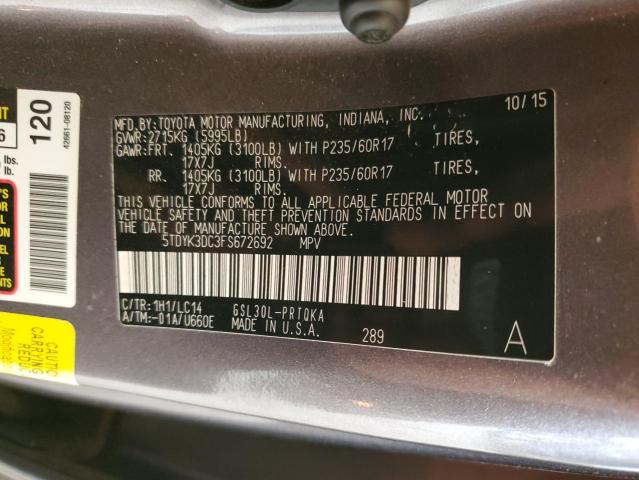 10/15
MFD.BY:TOYOTA MOTOR MANUFACTURING, INDIANA, INC.
GVWR:2715KG (5995LB)
GAWR:FRT. 1405KG (3100LB) WITH P235/60R17 TIRES,
17X7J RIMS.
RR. 1405KG (3100LB) WITH P235/60R17 TIRES,
17X7J RIMS.
THIS VEHICLE CONFORMS TO ALL APPLICABLE FEDERAL MOTOR
VEHICLE SAFETY AND THEFT PREVENTION STANDARDS IN EFFECT ON
THE DATE OF MANUFACTURE SHOWN ABOVE.
5TDYK3DC3FS672692 MPV
C/TR:1H1/LC14 GSL30L-PRTQKA
A/TM:-01A/U660E MADE IN U.S.A.
289
A
120
42661-08120
lbs.
lb.
CARRYING